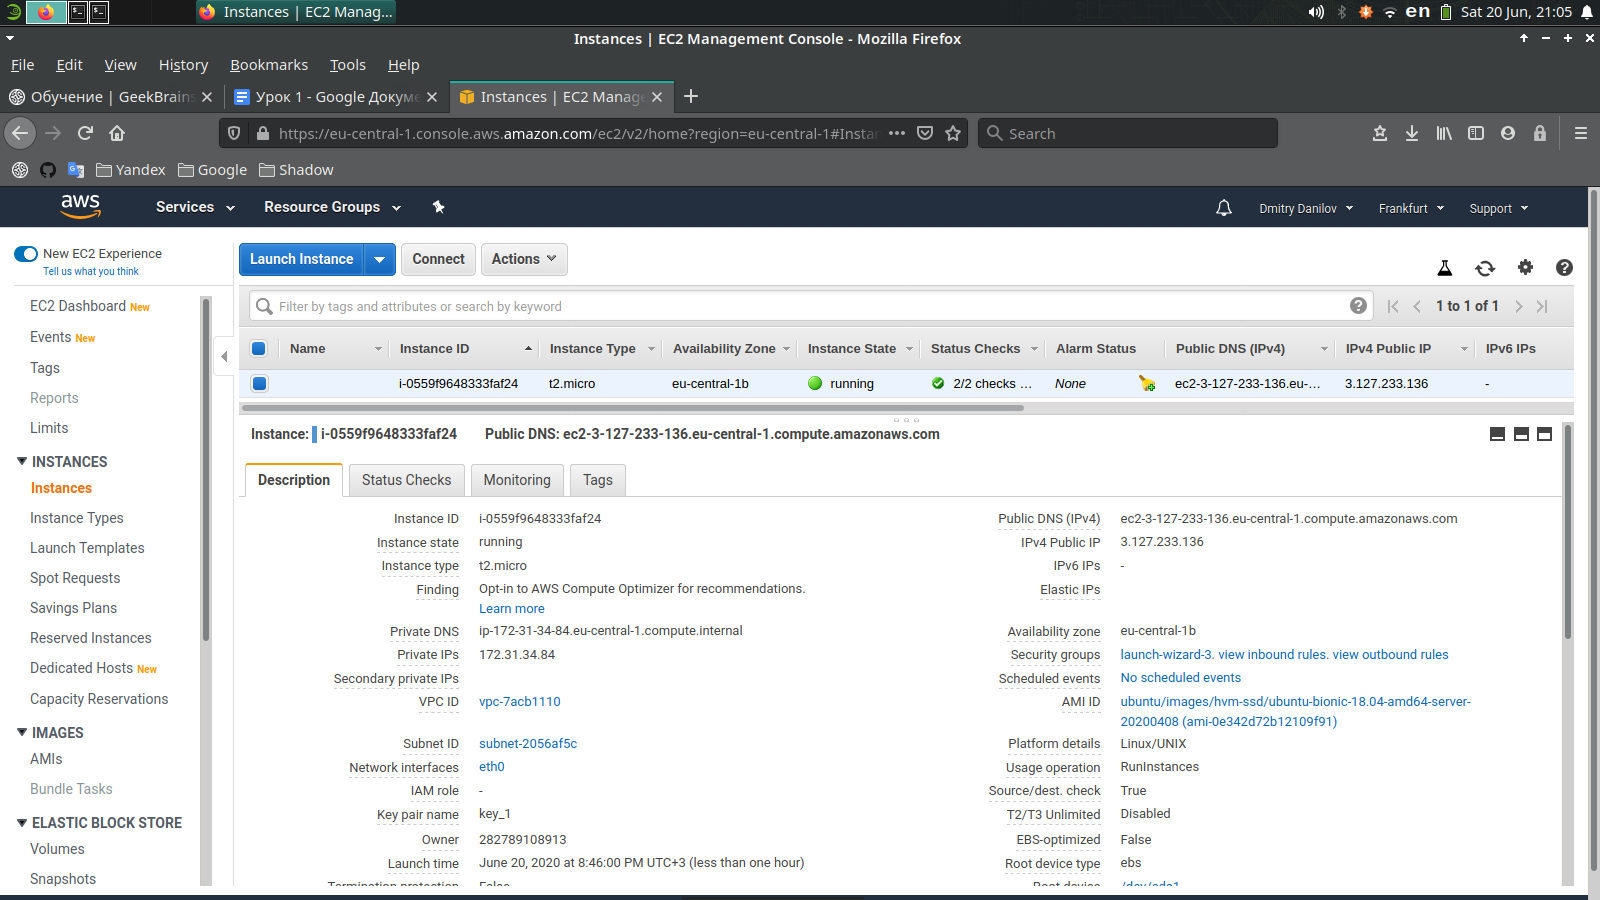 Instances | EC2 Manag...
en
Sat 20 Jun, 21:05
Instances | EC2 Management Console - Mozilla Firefox
File Edit View History Bookmarks Tools Help
Обучение | GeekBrains
Урок 1 - Google Докуме
Instances | EC2 Manage
https://eu-central-1.console.aws.amazon.com/ec2/v2/home?region=eu-central-1#Instan
Search
Yandex Google Shadow
aws Services Resource Groups Dmitry Danilov Frankfurt Support
New EC2 Experience
Tell us what you think
EC2 Dashboard New
Events New
Tags
Reports
Limits
INSTANCES
Instances
Instance Types
Launch Templates
Spot Requests
Savings Plans
Reserved Instances
Dedicated Hosts New
Capacity Reservations
IMAGES
AMIs
Bundle Tasks
ELASTIC BLOCK STORE
Volumes
Snapshots
Launch Instance Connect Actions
Filter by tags and attributes or search by keyword
1 to 1 of 1
Name Instance ID Instance Type Availability Zone Instance State Status Checks Alarm Status Public DNS (IPv4) IPv4 Public IP IPv6 IPs
i-0559f9648333faf24 t2.micro eu-central-1b running 2/2 checks ... None ec2-3-127-233-136.eu-... 3.127.233.136 -
Instance: i-0559f9648333faf24 Public DNS: ec2-3-127-233-136.eu-central-1.compute.amazonaws.com
Description Status Checks Monitoring Tags
Instance ID i-0559f9648333faf24
Instance state running
Instance type t2.micro
Finding Opt-in to AWS Compute Optimizer for recommendations.
Learn more
Private DNS ip-172-31-34-84.eu-central-1.compute.internal
Private IPs 172.31.34.84
Secondary private IPs
VPC ID vpc-7acb1110
Subnet ID subnet-2056af5c
Network interfaces eth0
IAM role -
Key pair name key_1
Owner 282789108913
Launch time June 20, 2020 at 8:46:00 PM UTC+3 (less than one hour)
Termination protection False
Public DNS (IPv4) ec2-3-127-233-136.eu-central-1.compute.amazonaws.com
IPv4 Public IP 3.127.233.136
IPv6 IPs -
Elastic IPs
Availability zone eu-central-1b
Security groups launch-wizard-3. view inbound rules. view outbound rules
Scheduled events No scheduled events
AMI ID ubuntu/images/hvm-ssd/ubuntu-bionic-18.04-amd64-server-
20200408 (ami-0e342d72b12109f91)
Platform details Linux/UNIX
Usage operation RunInstances
Source/dest. check True
T2/T3 Unlimited Disabled
EBS-optimized False
Root device type ebs
Root device /dev/sda1